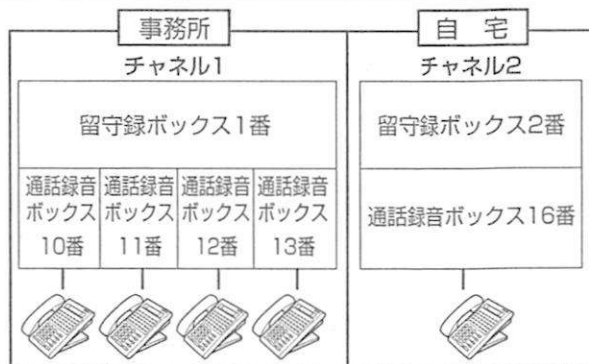 事務所
自 宅
チャネル1
チャネル2
留守録ボックス1番
留守録ボックス2番
通話録音
ボックス
10番
通話録音
ボックス
11番
通話録音
ボックス
12番
通話録音
ボックス
13番
通話録音ボックス16番